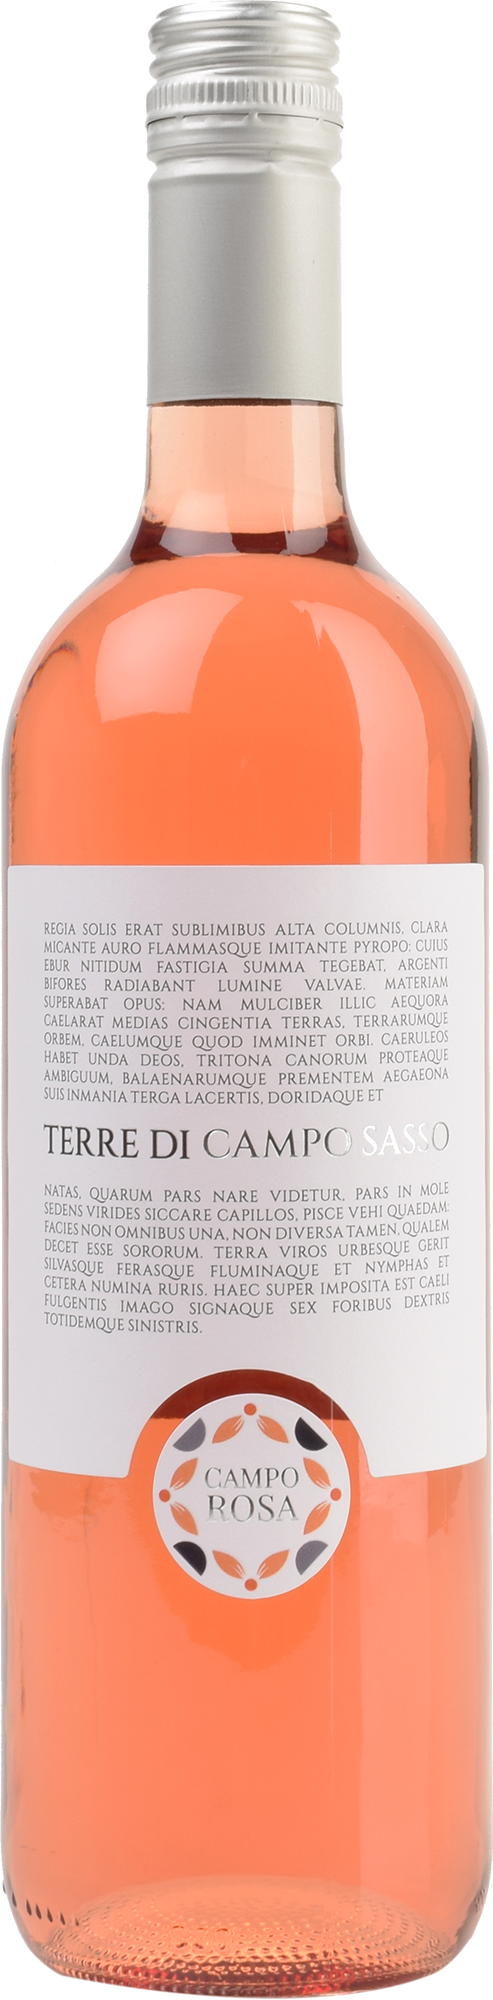 REGIA SOLIS ERAT SUBLIMIBUS ALTA COLUMNIS, CLARA
MICANTE AURO FLAMMASQUE IMITANTE PYROPO: CUIUS
EBUR NITIDUM FASTIGIA SUMMA TEGEBAT, ARGENTI
BIFORES RADIABANT LUMINE VALVAE. MATERIAM
SUPERABAT OPUS: NAM MULCIBER ILLIC AEQUORA
CAELARAT MEDIAS CINGENTIA TERRAS, TERRARUMQUE
ORBEM, CAELUMQUE QUOD IMMINET ORBI. CAERULEOS
HABET UNDA DEOS, TRITONA CANORUM PROTEAQUE
AMBIGUUM, BALAENARUMQUE PREMENTEM AEGAEONA
SUIS INMANIA TERGA LACERTIS, DORIDAQUE ET
TERRE DI CAMPO SASSO
NATAS, QUARUM PARS NARE VIDETUR, PARS IN MOLE
SEDENS VIRIDES SICCARE CAPILLOS, PISCE VEHI QUAEDAM:
FACIES NON OMNIBUS UNA, NON DIVERSA TAMEN, QUALEM
DECET ESSE SORORUM. TERRA VIROS URBESQUE GERIT
SILVASQUE FERASQUE FLUMINAQUE ET NYMPHAS ET
CETERA NUMINA RURIS. HAEC SUPER IMPOSITA EST CAELI
FULGENTIS IMAGO SIGNAQUE SEX FORIBUS DEXTRIS
TOTIDEMQUE SINISTRIS.
CAMPO
ROSA